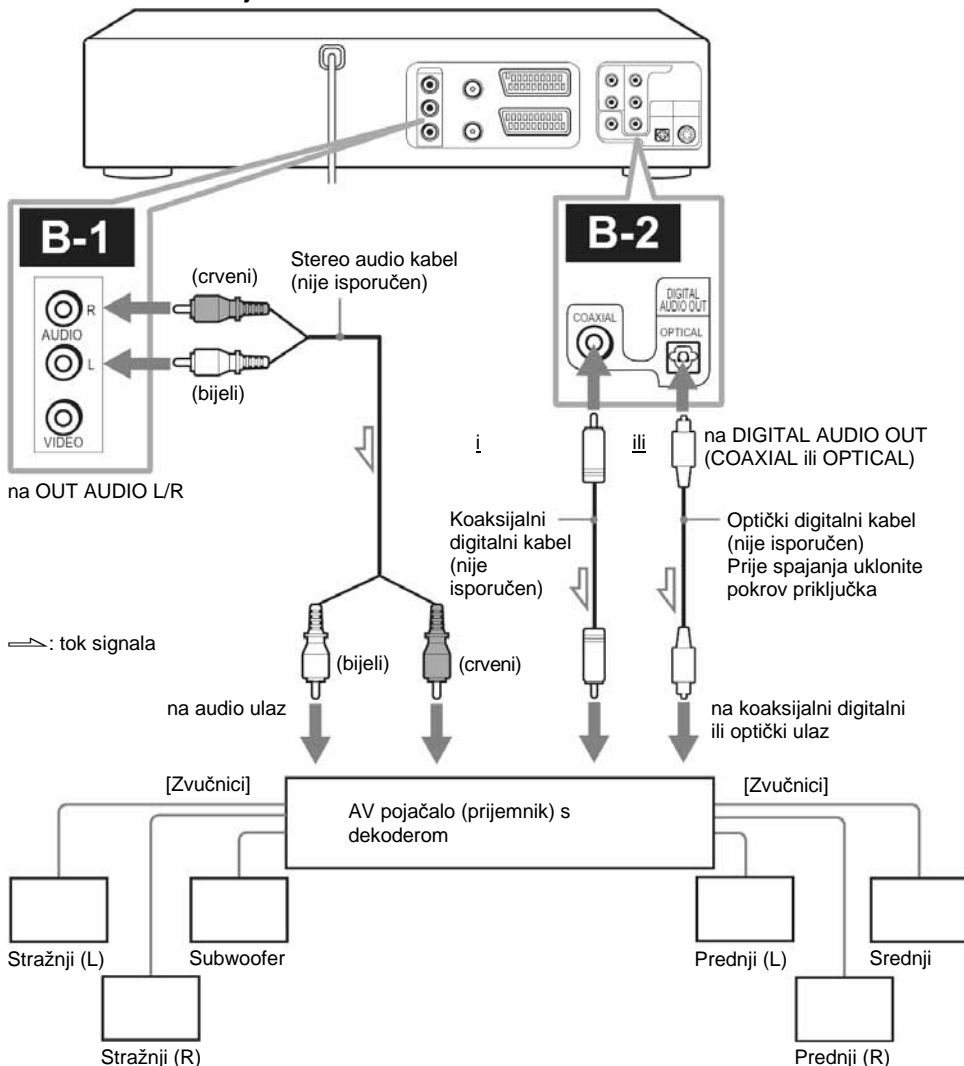 B-1
B-2
(crveni)
Stereo audio kabel
(nije isporučen)
R
AUDIO
L
VIDEO
(bijeli)
COAXIAL
DIGITAL
AUDIO OUT
OPTICAL
na OUT AUDIO L/R
i
ili
na DIGITAL AUDIO OUT
(COAXIAL ili OPTICAL)
Koaksijalni
digitalni kabel
(nije
isporučen)
Optički digitalni kabel
(nije isporučen)
Prije spajanja uklonite
pokrov priključka
: tok signala
(bijeli)
(crveni)
na audio ulaz
na koaksijalni digitalni
ili optički ulaz
[Zvučnici]
[Zvučnici]
AV pojačalo (prijemnik) s
dekoderom
Stražnji (L)
Subwoofer
Prednji (L)
Srednji
Stražnji (R)
Prednji (R)